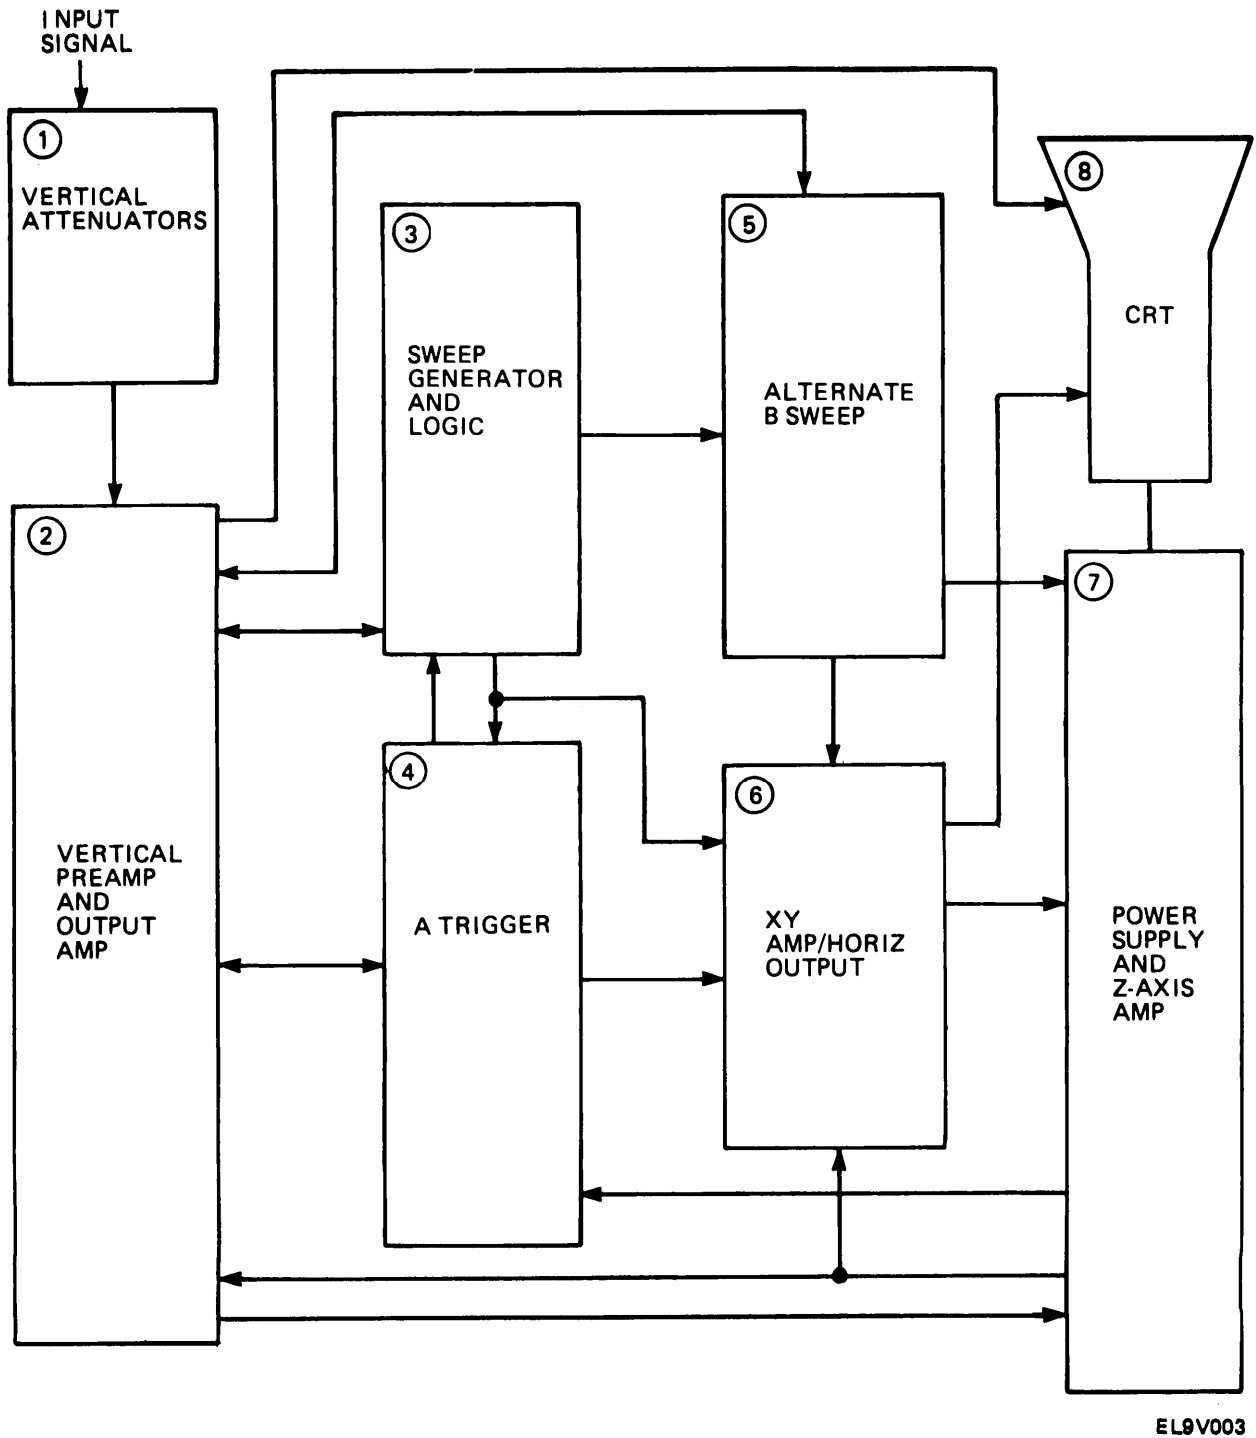 INPUT
SIGNAL
1
VERTICAL
ATTENUATORS
2
VERTICAL
PREAMP
AND
OUTPUT
AMP
3
SWEEP
GENERATOR
AND
LOGIC
4
A TRIGGER
5
ALTERNATE
B SWEEP
6
XY
AMP/HORIZ
OUTPUT
8
CRT
7
POWER
SUPPLY
AND
Z-AXIS
AMP
EL9V003